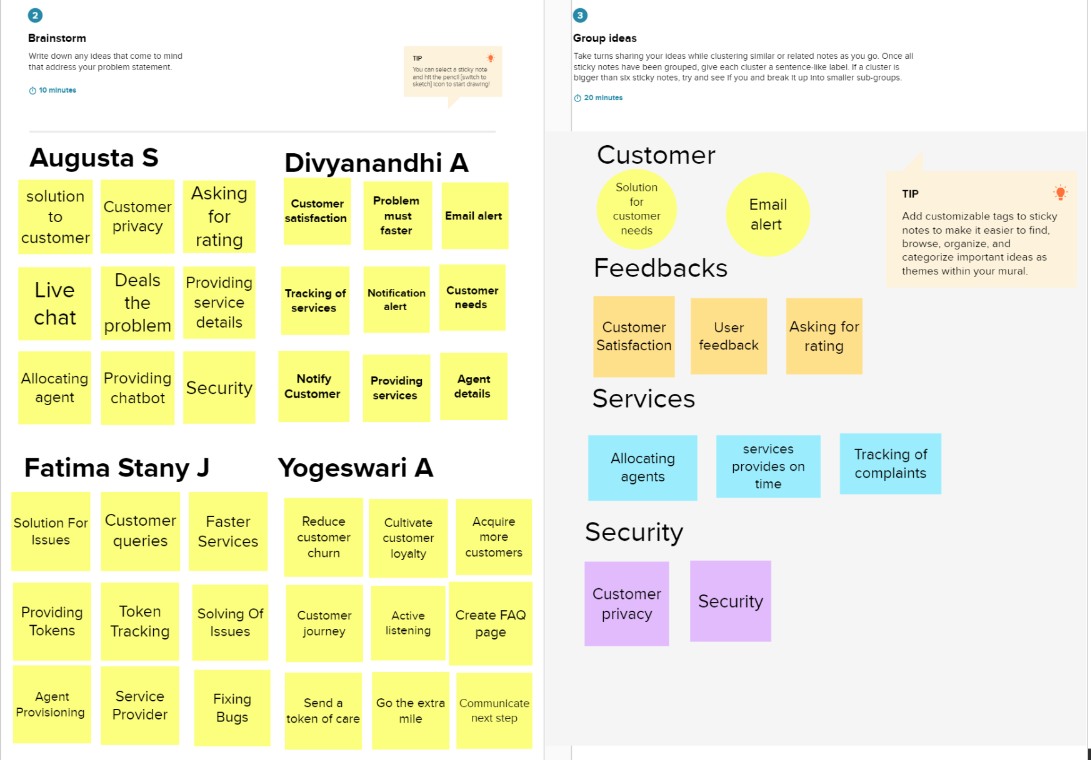 2
Brainstorm
Write down any ideas that come to mind
that address your problem statement.
10 minutes
TIP
You can select a sticky note
and hit the pencil [switch to
sketch] icon to start drawing!
Augusta S
solution
to
customer
Customer
privacy
Asking
for
rating
Live
chat
Deals
the
problem
Providing
service
details
Allocating
agent
Providing
chatbot
Security
Divyanandhi A
Customer
satisfaction
Problem
must
faster
Email alert
Tracking of
services
Notification
alert
Customer
needs
Notify
Customer
Providing
services
Agent
details
Fatima Stany J
Solution For
Issues
Customer
queries
Faster
Services
Providing
Tokens
Token
Tracking
Solving Of
Issues
Agent
Provisioning
Service
Provider
Fixing
Bugs
Yogeswari A
Reduce
customer
churn
Cultivate
customer
loyalty
Acquire
more
customers
Customer
journey
Active
listening
Create FAQ
page
Send a
token of care
Go the extra
mile
Communicate
next step
3
Group ideas
Take turns sharing your ideas while clustering similar or related notes as you go. Once all
sticky notes have been grouped, give each cluster a sentence-like label. If a cluster is
bigger than six sticky notes, try and see if you and break it up into smaller sub-groups.
20 minutes
Customer
Solution
for
customer
needs
Email
alert
TIP
Add customizable tags to sticky
notes to make it easier to find,
browse, organize, and
categorize important ideas as
themes within your mural.
Feedbacks
Customer
Satisfaction
User
feedback
Asking for
rating
Services
Allocating
agents
services
provides on
time
Tracking of
complaints
Security
Customer
privacy
Security